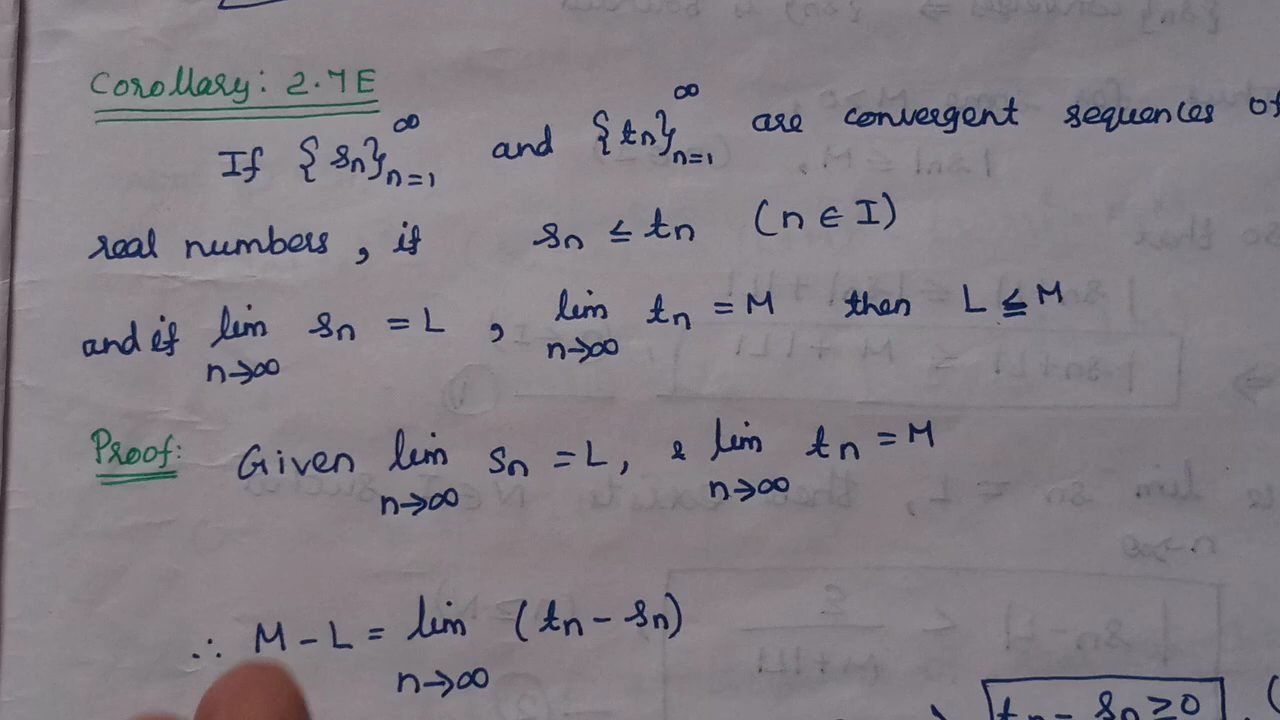 Corollary: 2.7E
If {sn}∞n=1 and {tn}∞n=1 are convergent sequences of
real numbers, if sn ≤ tn (n ∈ I)
and if lim n→∞ sn = L, lim n→∞ tn = M then L ≤ M
Proof: Given lim n→∞ sn = L, & lim n→∞ tn = M
∴ M - L = lim n→∞ (tn - sn)
tn - sn ≥ 0